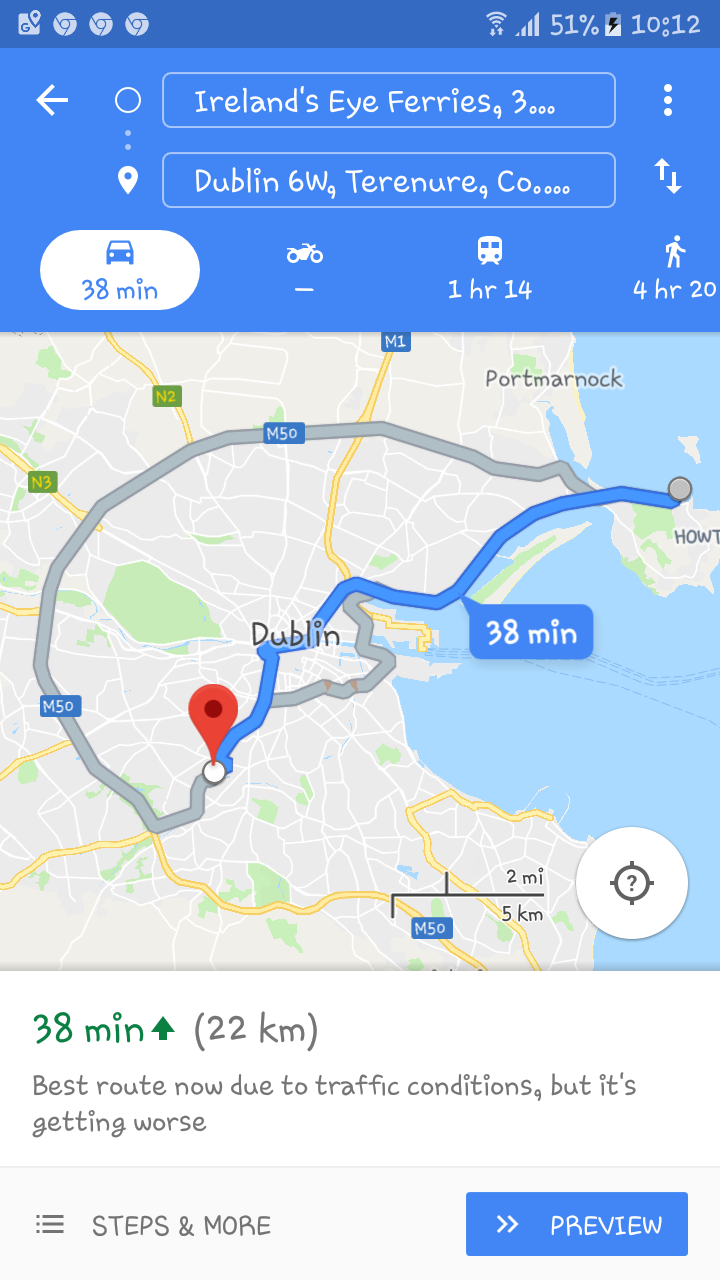 51% 10:12
Ireland's Eye Ferries, 3...
Dublin 6W, Terenure, Co.....
38 min
—
1 hr 14
4 hr 20
M1
Portmarnock
N2
M50
N3
HOWT
Dublin
38 min
M50
2 mi
5 km
M50
38 min (22 km)
Best route now due to traffic conditions, but it's
getting worse
STEPS & MORE
PREVIEW